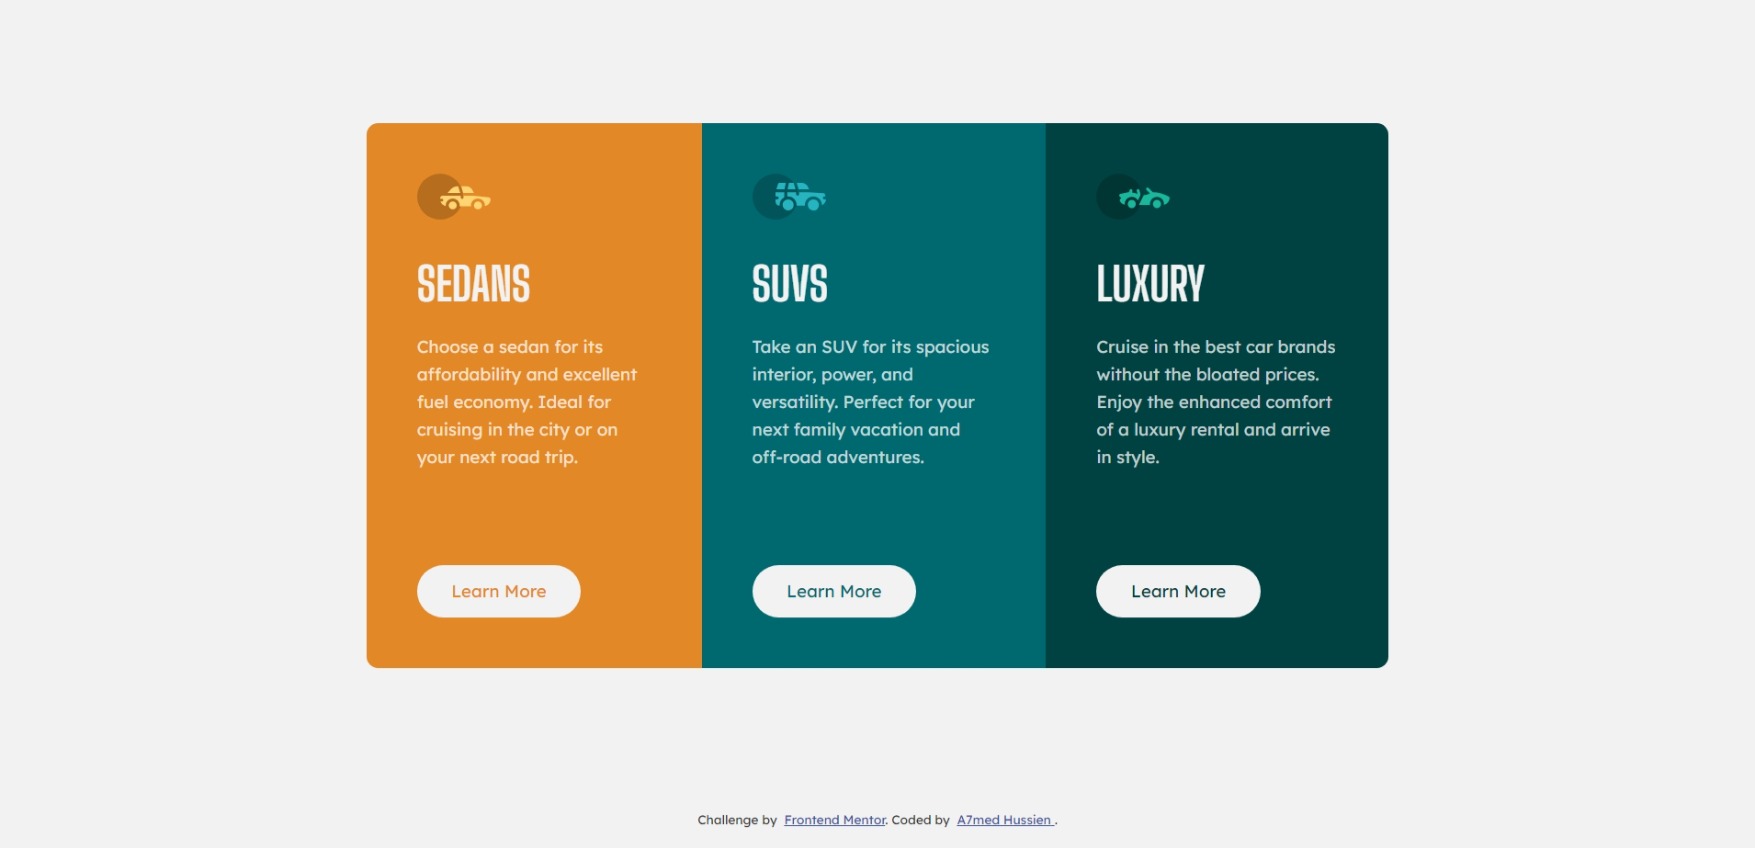 SEDANS
Choose a sedan for its
affordability and excellent
fuel economy. Ideal for
cruising in the city or on
your next road trip.
Learn More
SUVS
Take an SUV for its spacious
interior, power, and
versatility. Perfect for your
next family vacation and
off-road adventures.
Learn More
LUXURY
Cruise in the best car brands
without the bloated prices.
Enjoy the enhanced comfort
of a luxury rental and arrive
in style.
Learn More
Challenge by Frontend Mentor. Coded by A7med Hussien .